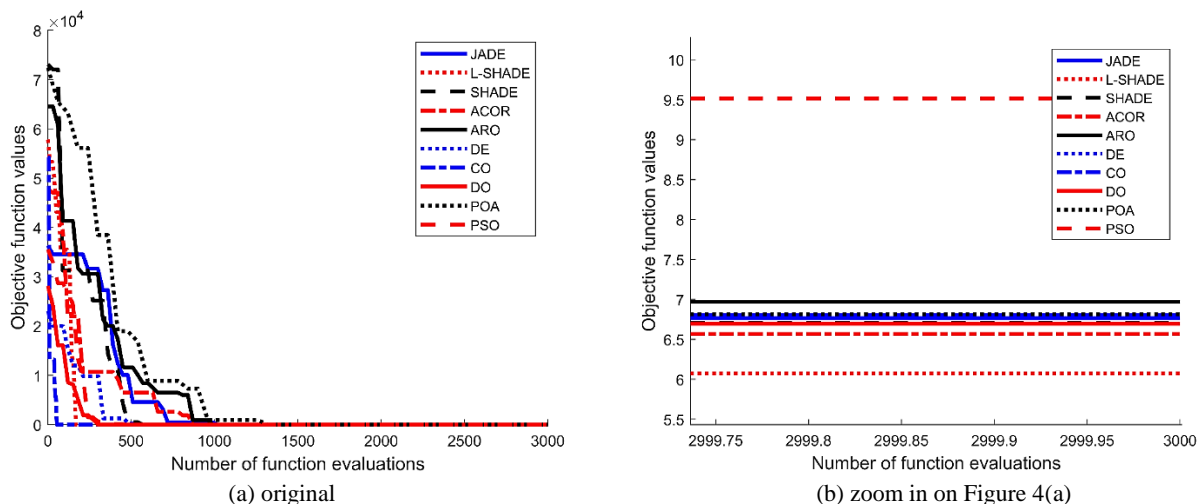 ×10⁴
8
7
6
5
4
3
2
1
0
Objective function values
0 500 1000 1500 2000 2500 3000
Number of function evaluations
JADE
L-SHADE
SHADE
ACOR
ARO
DE
CO
DO
POA
PSO
(a) original
10
9.5
9
8.5
8
7.5
7
6.5
6
5.5
Objective function values
2999.75 2999.8 2999.85 2999.9 2999.95 3000
Number of function evaluations
JADE
L-SHADE
SHADE
ACOR
ARO
DE
CO
DO
POA
PSO
(b) zoom in on Figure 4(a)